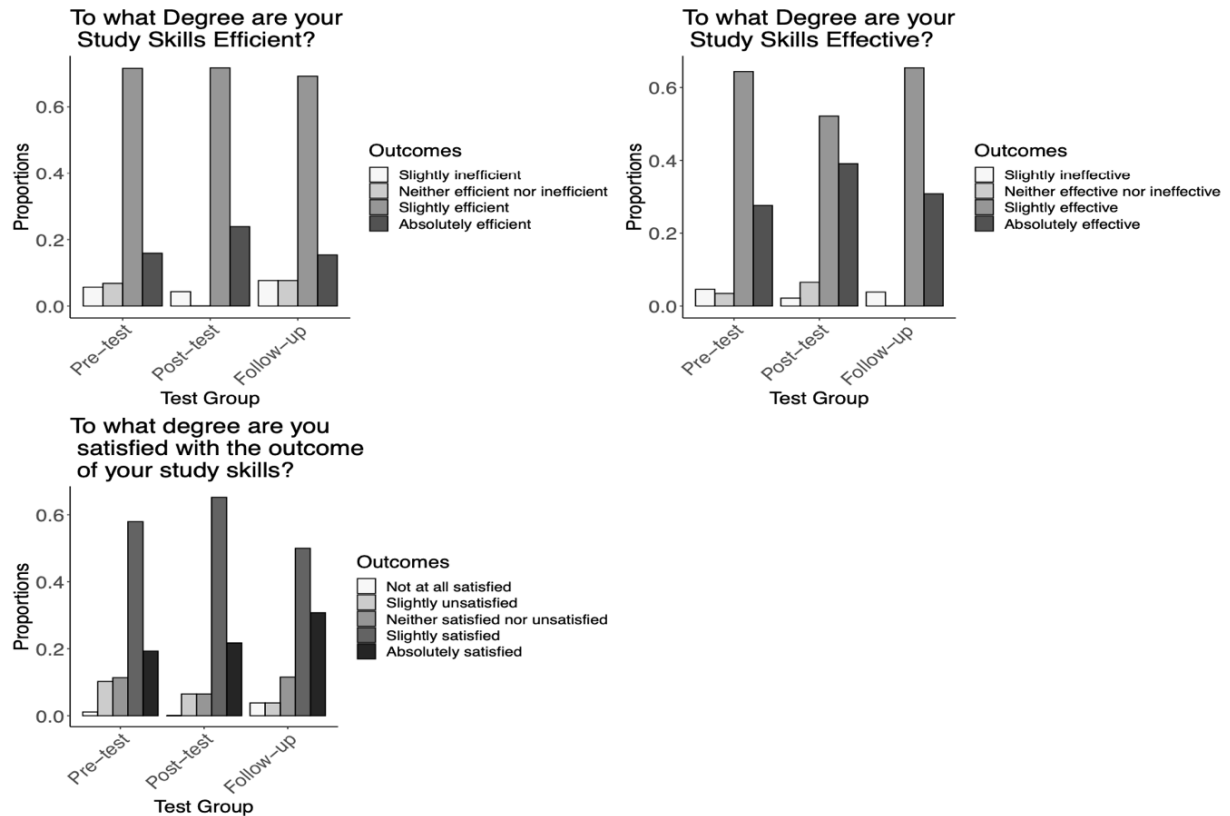 To what Degree are your
Study Skills Efficient?
Proportions
0.6
0.4
0.2
0.0
Pre-test
Post-test
Follow-up
Test Group
Outcomes
Slightly inefficient
Neither efficient nor inefficient
Slightly efficient
Absolutely efficient
To what Degree are your
Study Skills Effective?
Proportions
0.6
0.4
0.2
0.0
Pre-test
Post-test
Follow-up
Test Group
Outcomes
Slightly ineffective
Neither effective nor ineffective
Slightly effective
Absolutely effective
To what degree are you
satisfied with the outcome
of your study skills?
Proportions
0.6
0.4
0.2
0.0
Pre-test
Post-test
Follow-up
Test Group
Outcomes
Not at all satisfied
Slightly unsatisfied
Neither satisfied nor unsatisfied
Slightly satisfied
Absolutely satisfied